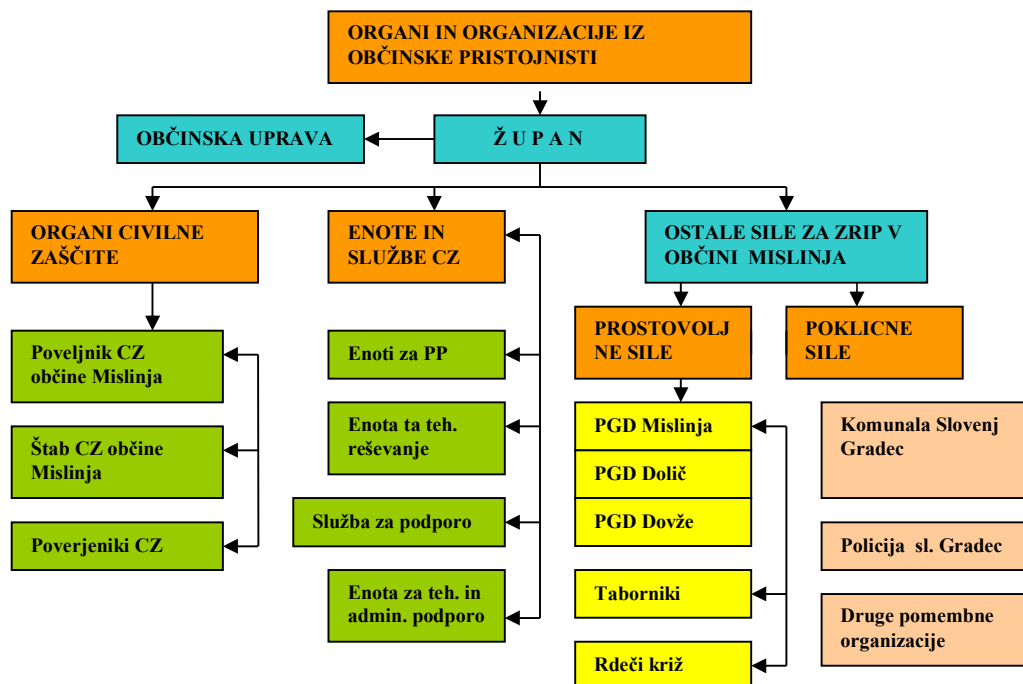 ORGANI IN ORGANIZACIJE IZ
OBČINSKE PRISTOJNISTI
OBČINSKA UPRAVA
Ž U P A N
ORGANI CIVILNE
ZAŠČITE
ENOTE IN
SLUŽBE CZ
OSTALE SILE ZA ZRIP V
OBČINI MISLINJA
PROSTOVOLJ
NE SILE
POKLICNE
SILE
Poveljnik CZ
občine Mislinja
Štab CZ občine
Mislinja
Poverjeniki CZ
Enoti za PP
Enota ta teh.
reševanje
Služba za podporo
Enota za teh. in
admin. podporo
PGD Mislinja
PGD Dolič
PGD Dovže
Taborniki
Rdeči križ
Komunala Slovenj
Gradec
Policija sl. Gradec
Druge pomembne
organizacije